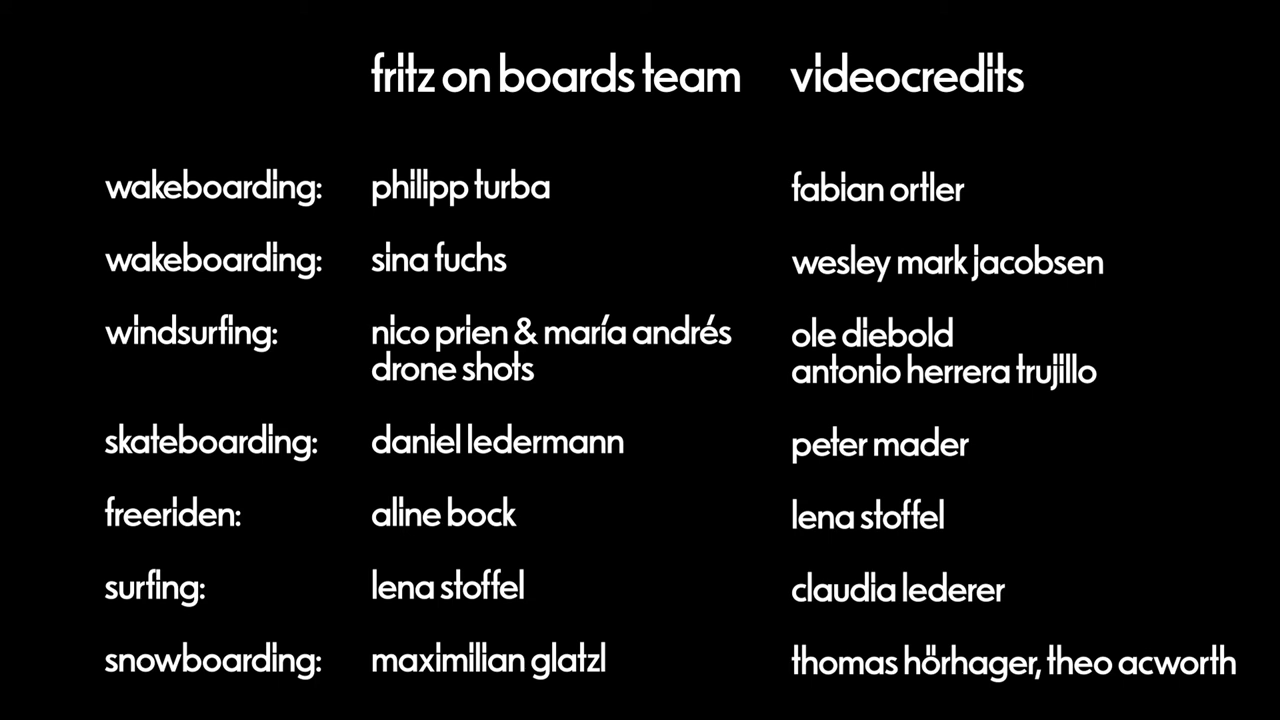 fritz on boards team videocredits
wakeboarding: philipp turba fabian ortler
wakeboarding: sina fuchs wesley mark jacobsen
windsurfing: nico prien & maría andrés ole diebold
drone shots antonio herrera trujillo
skateboarding: daniel ledermann peter mader
freeriden: aline bock lena stoffel
surfing: lena stoffel claudia lederer
snowboarding: maximilian glatzl thomas hörhager, theo acworth